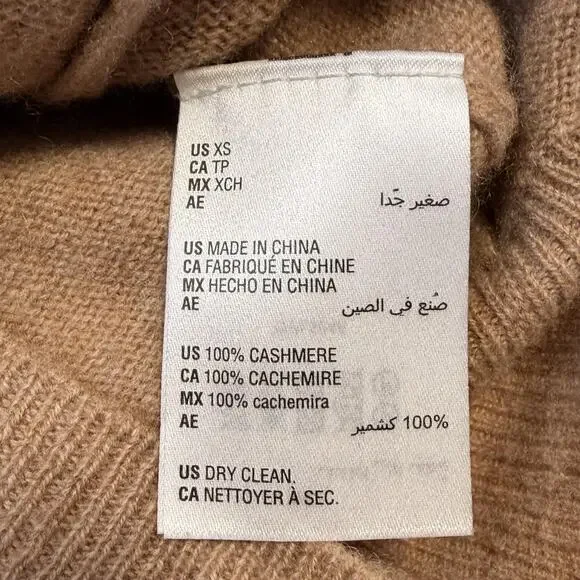 US XS
CA TP
MX XCH
AE صغير جّدا
US MADE IN CHINA
CA FABRIQUÉ EN CHINE
MX HECHO EN CHINA
AE صُنع في الصين
US 100% CASHMERE
CA 100% CACHEMIRE
MX 100% cachemira
AE 100% كشمير
US DRY CLEAN.
CA NETTOYER À SEC.